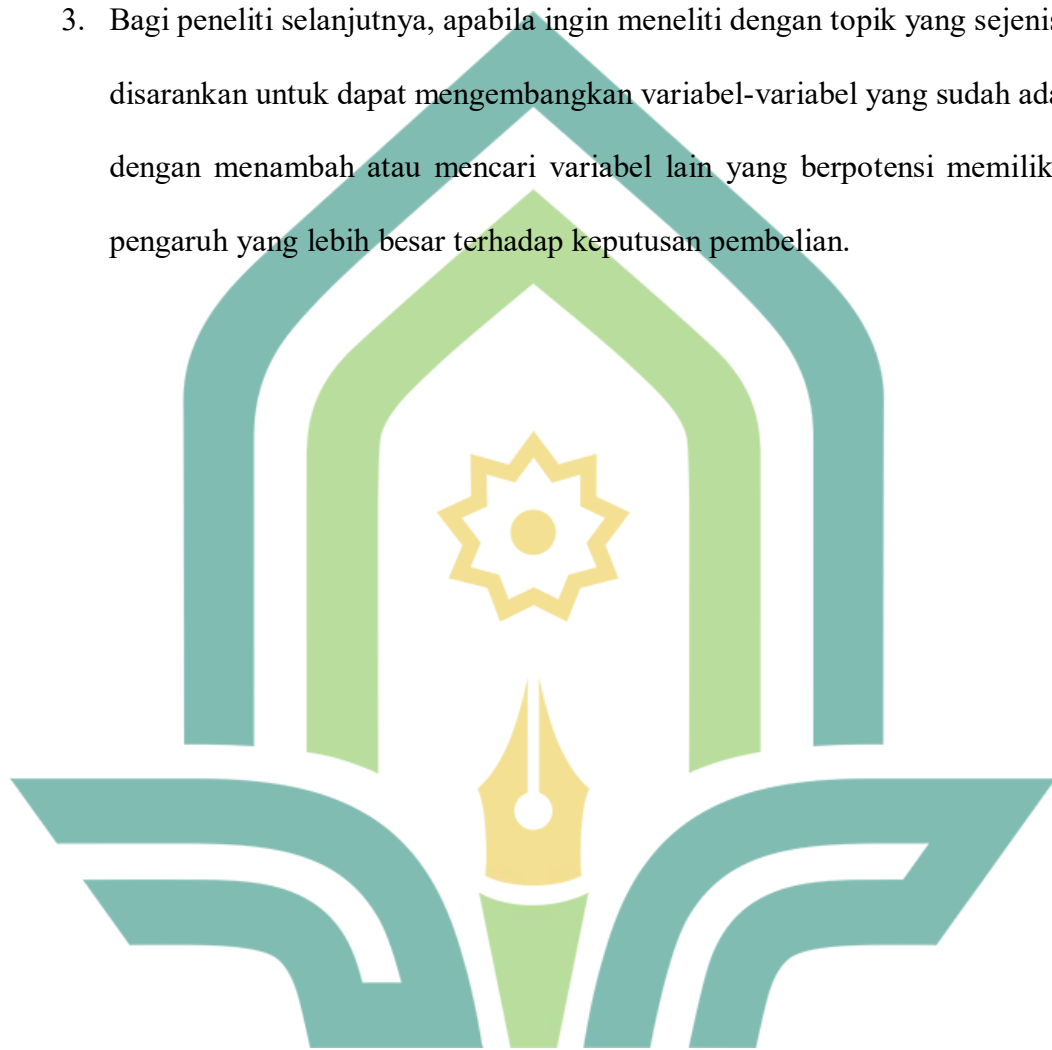 3. Bagi peneliti selanjutnya, apabila ingin meneliti dengan topik yang sejenis
disarankan untuk dapat mengembangkan variabel-variabel yang sudah ada
dengan menambah atau mencari variabel lain yang berpotensi memilik
pengaruh yang lebih besar terhadap keputusan pembelian.